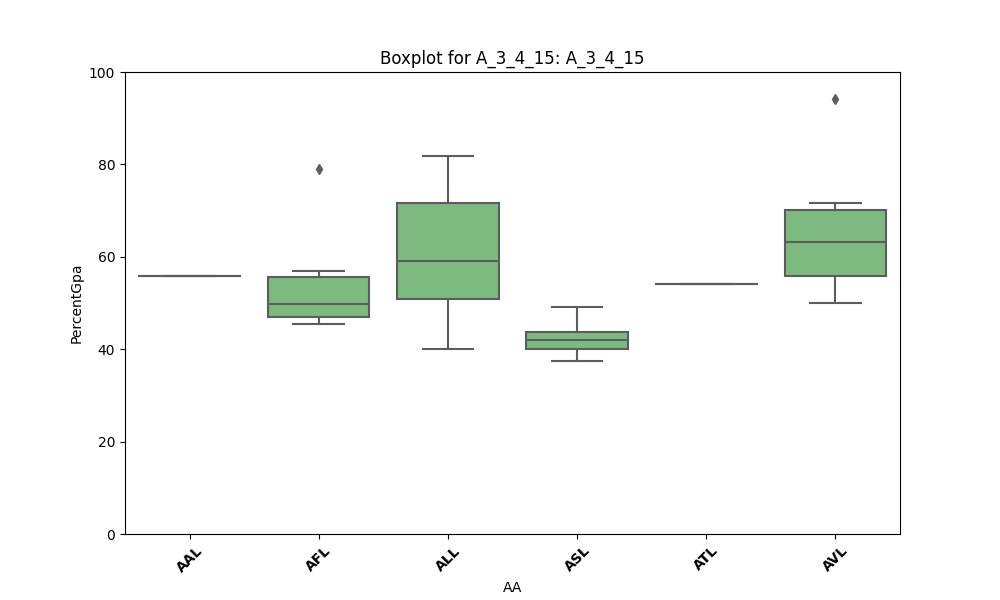 Boxplot for A_3_4_15: A_3_4_15
100
80
60
40
20
0
PercentGpa
AAL
AFL
ALL
ASL
ATL
AVL
AA